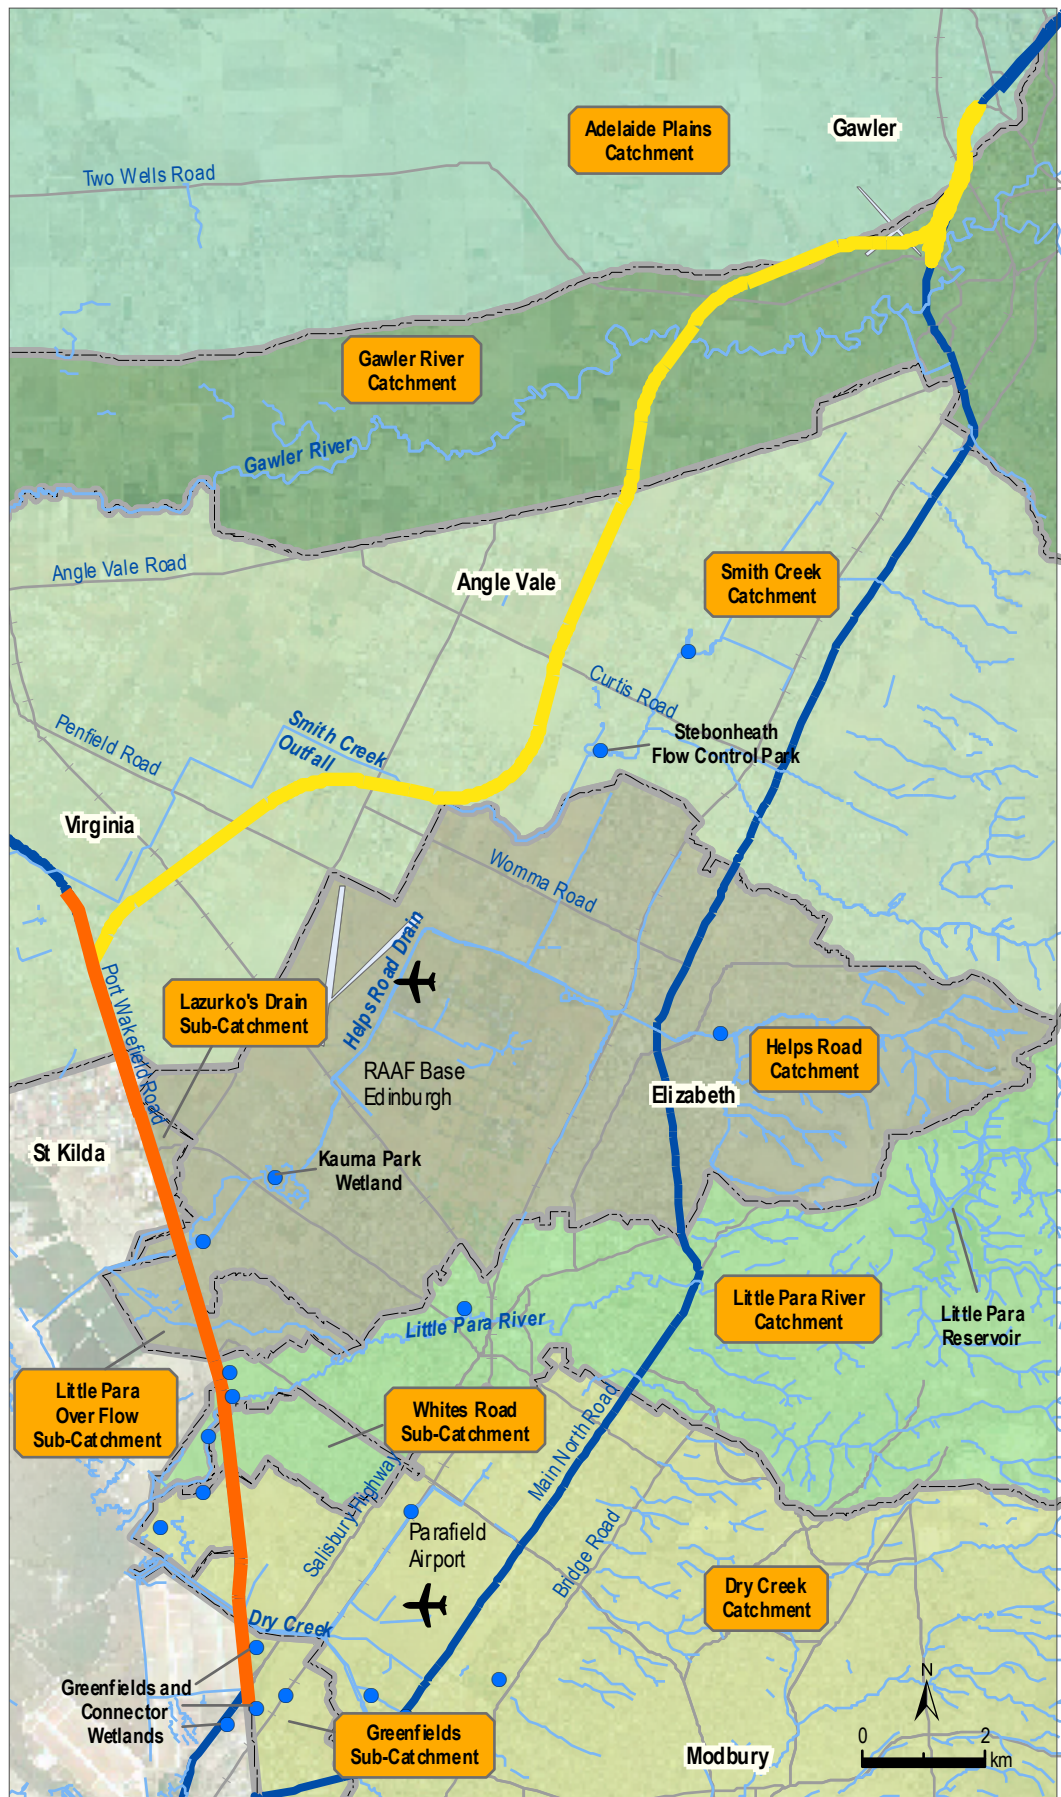 Adelaide Plains
Catchment
Gawler
Two Wells Road
Gawler River
Catchment
Gawler River
Angle Vale Road
Angle Vale
Smith Creek
Catchment
Curtis Road
Smith Creek
Outfall
Penfield Road
Stebonheath
Flow Control Park
Virginia
Womma Road
Helps Road Drain
Port Wakefield Road
Lazurko's Drain
Sub-Catchment
RAAF Base
Edinburgh
Helps Road
Catchment
Elizabeth
St Kilda
Kaurna Park
Wetland
Little Para River
Catchment
Little Para
Reservoir
Little Para River
Little Para
Over Flow
Sub-Catchment
Whites Road
Sub-Catchment
Main North Road
Salisbury Highway
Parafield
Airport
Bridge Road
Dry Creek
Catchment
Dry Creek
Greenfields and
Connector
Wetlands
Greenfields
Sub-Catchment
Modbury
N
0 2
km